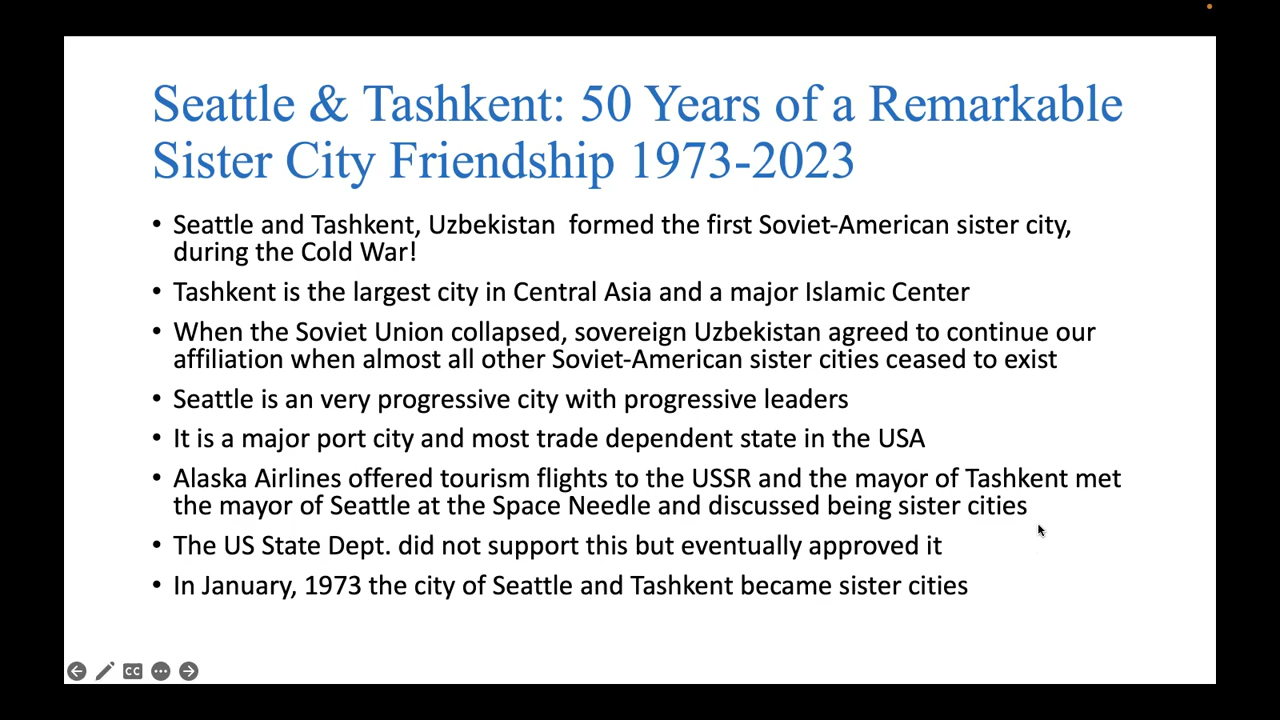 Seattle & Tashkent: 50 Years of a Remarkable
Sister City Friendship 1973-2023
• Seattle and Tashkent, Uzbekistan  formed the first Soviet-American sister city,
during the Cold War!
• Tashkent is the largest city in Central Asia and a major Islamic Center
• When the Soviet Union collapsed, sovereign Uzbekistan agreed to continue our
affiliation when almost all other Soviet-American sister cities ceased to exist
• Seattle is an very progressive city with progressive leaders
• It is a major port city and most trade dependent state in the USA
• Alaska Airlines offered tourism flights to the USSR and the mayor of Tashkent met
the mayor of Seattle at the Space Needle and discussed being sister cities
• The US State Dept. did not support this but eventually approved it
• In January, 1973 the city of Seattle and Tashkent became sister cities
CC